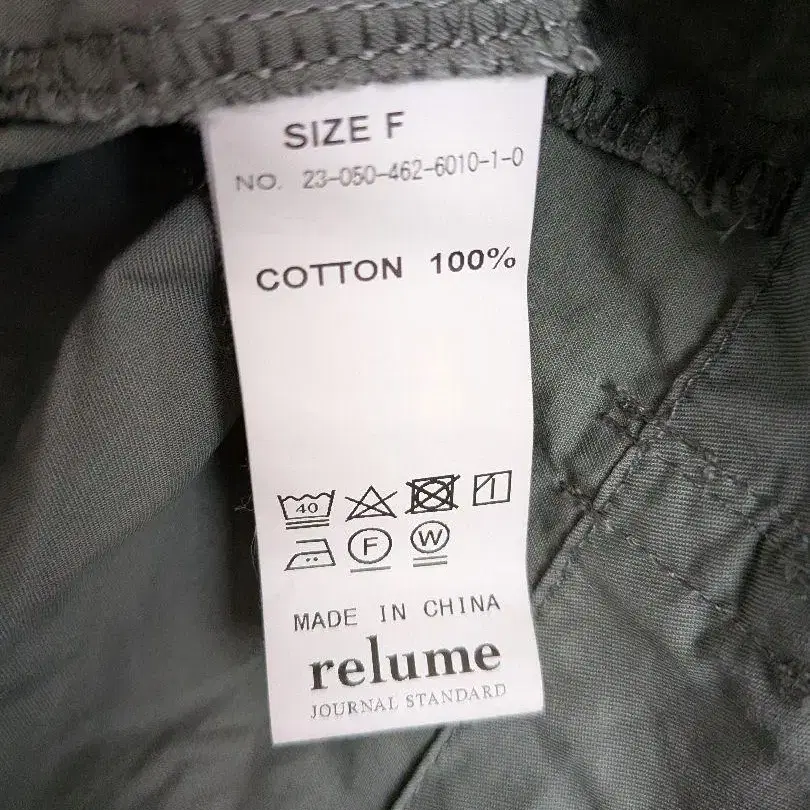 SIZE F
NO. 23-050-462-6010-1-0
COTTON 100%
40
F W
MADE IN CHINA
relume
JOURNAL STANDARD